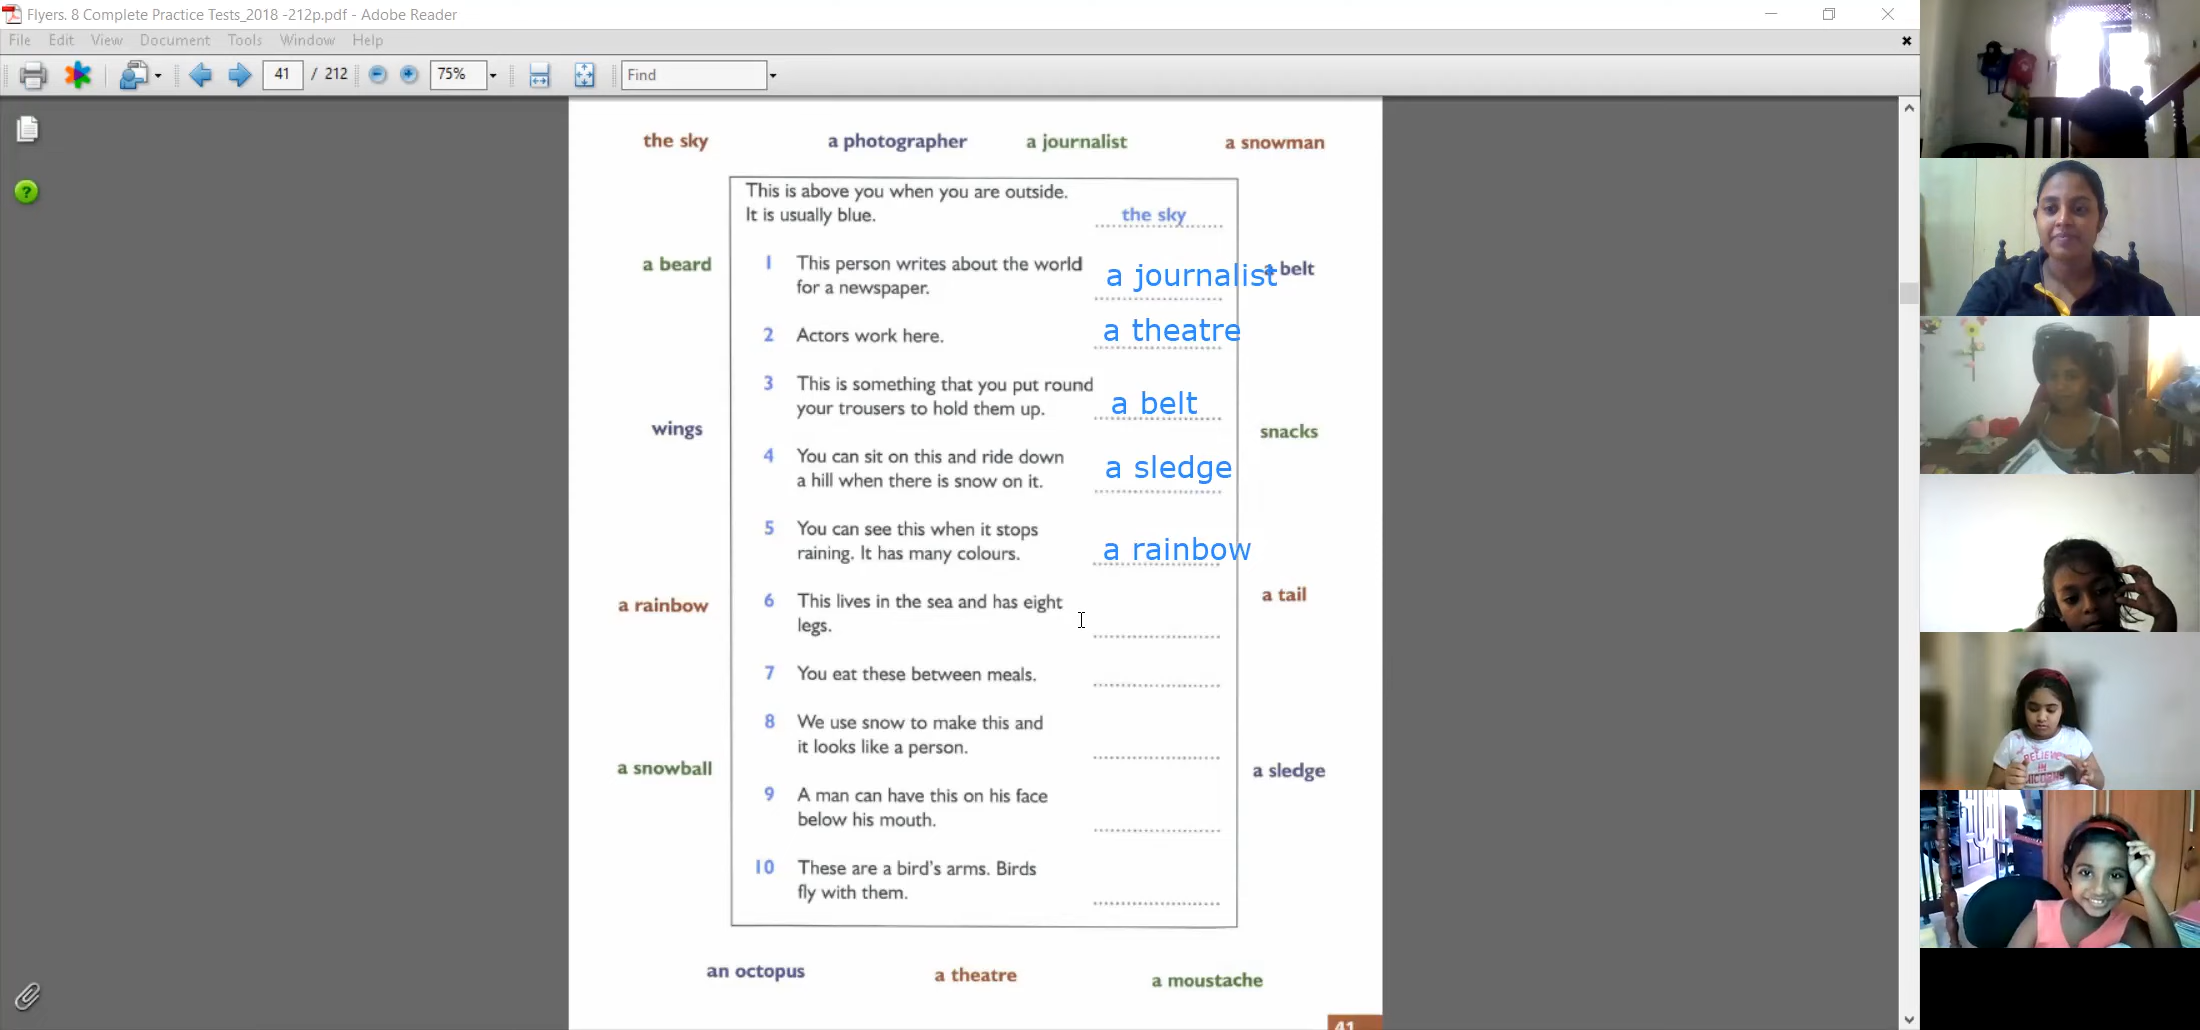 Flyers. 8 Complete Practice Tests_2018 -212p.pdf - Adobe Reader
File Edit View Document Tools Window Help
41 / 212 75% Find
the sky a photographer a journalist a snowman
This is above you when you are outside.
It is usually blue. the sky
a beard
1 This person writes about the world
for a newspaper. a journalist
a belt
2 Actors work here. a theatre
3 This is something that you put round
your trousers to hold them up. a belt
wings
snacks
4 You can sit on this and ride down
a hill when there is snow on it. a sledge
5 You can see this when it stops
raining. It has many colours. a rainbow
a rainbow
a tail
6 This lives in the sea and has eight
legs.
7 You eat these between meals.
8 We use snow to make this and
it looks like a person.
a snowball
a sledge
9 A man can have this on his face
below his mouth.
10 These are a bird's arms. Birds
fly with them.
an octopus a theatre a moustache
41
BELIEVE
IN